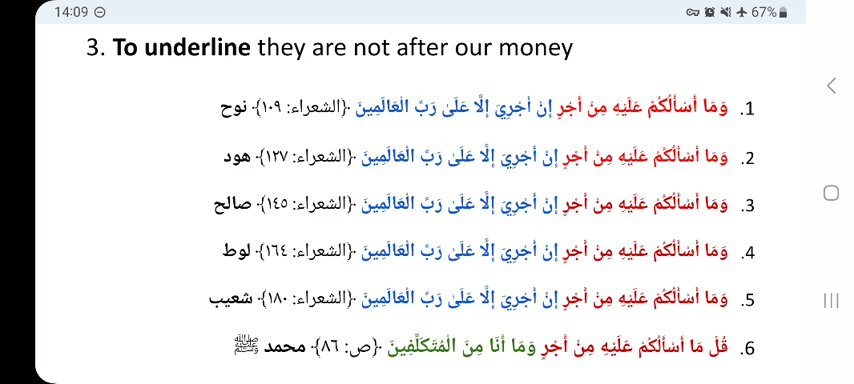 14:09 67%
3. To underline they are not after our money
1. وَمَا أَسْأَلُكُمْ عَلَيْهِ مِنْ أَجْرٍ إِنْ أَجْرِيَ إِلَّا عَلَىٰ رَبِّ الْعَالَمِينَ ﴿الشعراء: ١٠٩﴾ نوح
2. وَمَا أَسْأَلُكُمْ عَلَيْهِ مِنْ أَجْرٍ إِنْ أَجْرِيَ إِلَّا عَلَىٰ رَبِّ الْعَالَمِينَ ﴿الشعراء: ١٢٧﴾ هود
3. وَمَا أَسْأَلُكُمْ عَلَيْهِ مِنْ أَجْرٍ إِنْ أَجْرِيَ إِلَّا عَلَىٰ رَبِّ الْعَالَمِينَ ﴿الشعراء: ١٤٥﴾ صالح
4. وَمَا أَسْأَلُكُمْ عَلَيْهِ مِنْ أَجْرٍ إِنْ أَجْرِيَ إِلَّا عَلَىٰ رَبِّ الْعَالَمِينَ ﴿الشعراء: ١٦٤﴾ لوط
5. وَمَا أَسْأَلُكُمْ عَلَيْهِ مِنْ أَجْرٍ إِنْ أَجْرِيَ إِلَّا عَلَىٰ رَبِّ الْعَالَمِينَ ﴿الشعراء: ١٨٠﴾ شعيب
6. قُلْ مَا أَسْأَلُكُمْ عَلَيْهِ مِنْ أَجْرٍ وَمَا أَنَا مِنَ الْمُتَكَلِّفِينَ ﴿ص: ٨٦﴾ محمد ﷺ